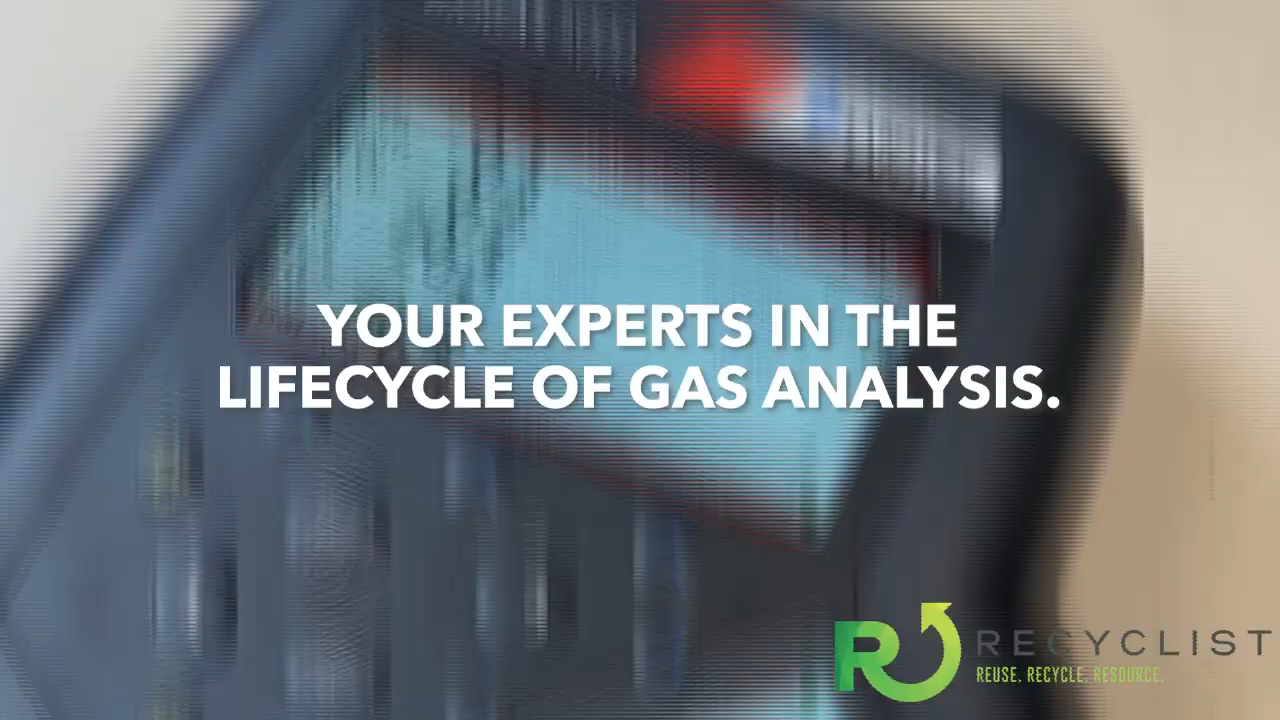 YOUR EXPERTS IN THE
LIFECYCLE OF GAS ANALYSIS.
RECYCLIST
REUSE. RECYCLE. RESOURCE.